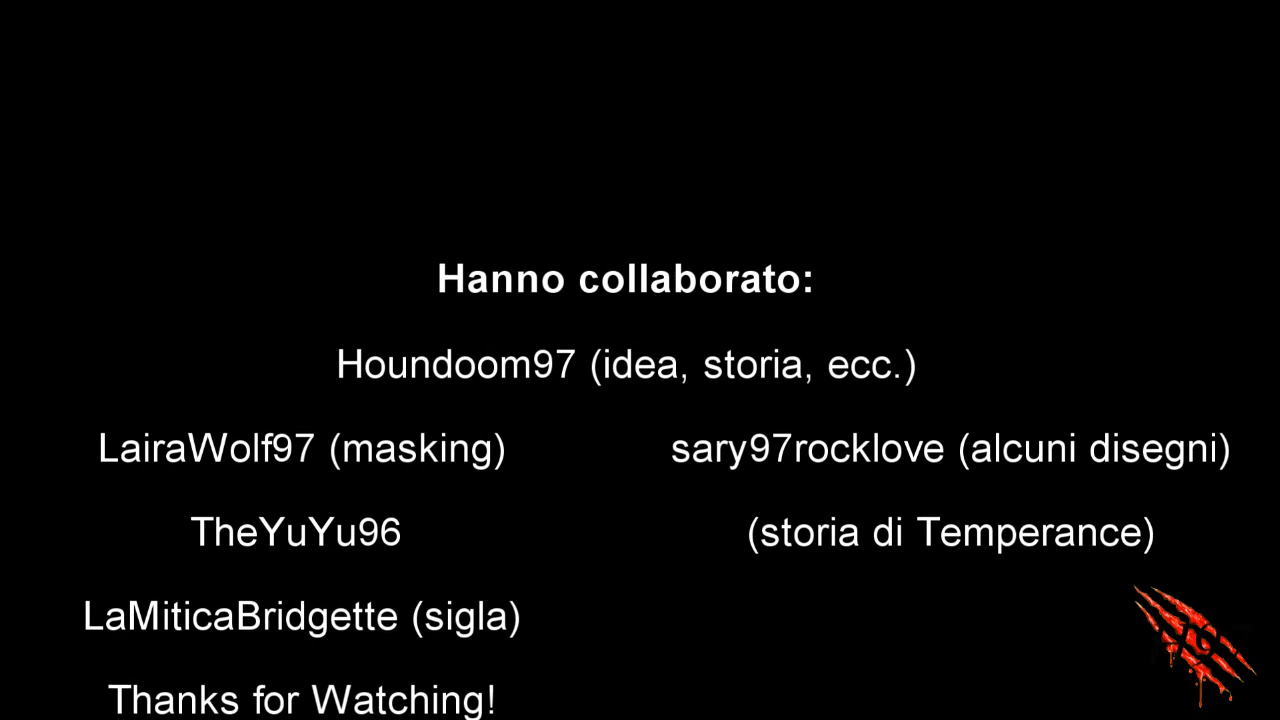 Hanno collaborato:
Houndoom97 (idea, storia, ecc.)
LairaWolf97 (masking) sary97rocklove (alcuni disegni)
TheYuYu96 (storia di Temperance)
LaMiticaBridgette (sigla)
Thanks for Watching!